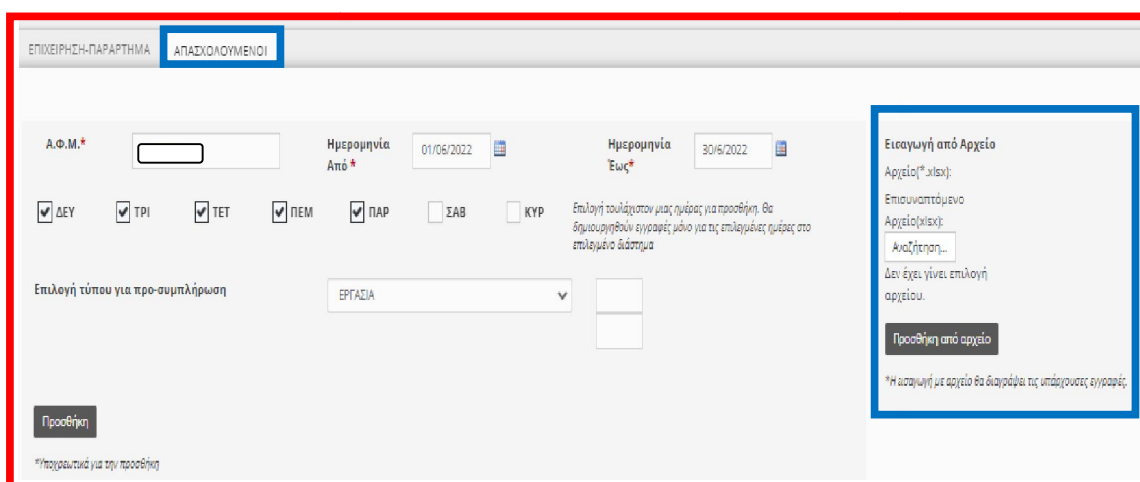 ΕΠΙΧΕΙΡΗΣΗ-ΠΑΡΑΡΤΗΜΑ ΑΠΑΣΧΟΛΟΥΜΕΝΟΙ
Α.Φ.Μ.*
Ημερομηνία
Από *
01/06/2022
Ημερομηνία
Έως*
30/6/2022
ΔΕΥ ΤΡΙ ΤΕΤ ΠΕΜ ΠΑΡ ΣΑΒ ΚΥΡ
Επιλογή τουλάχιστον μιας ημέρας για προσθήκη. Θα
δημιουργηθούν εγγραφές μόνο για τις επιλεγμένες ημέρες στο
επιλεγμένο διάστημα
Επιλογή τύπου για προ-συμπλήρωση
ΕΡΓΑΣΙΑ
Προσθήκη
*Υποχρεωτικά για την προσθήκη
Εισαγωγή από Αρχείο
Αρχείο(*.xlsx):
Επισυναπτόμενο
Αρχείο(xlsx):
Αναζήτηση...
Δεν έχει γίνει επιλογή
αρχείου.
Προσθήκη από αρχείο
*Η εισαγωγή με αρχείο θα διαγράψει τις υπάρχουσες εγγραφές.